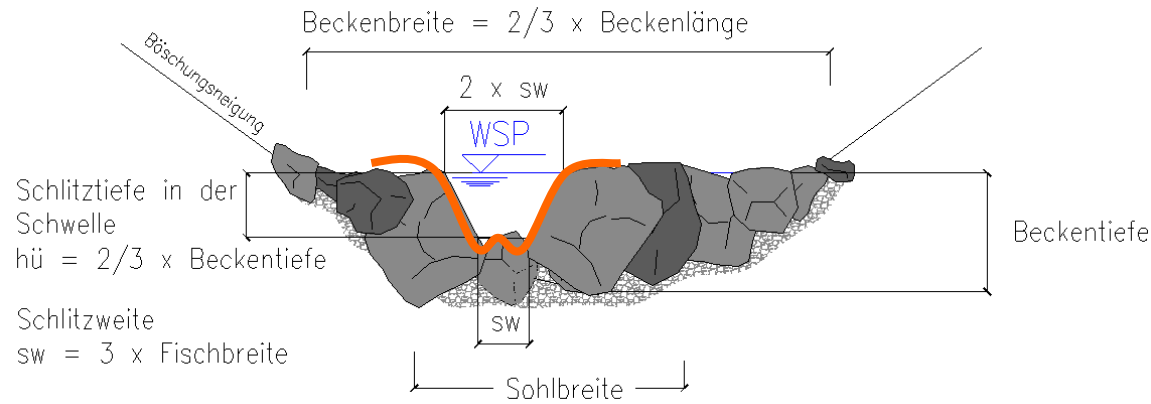 Beckenbreite = 2/3 x Beckenlänge
Böschungsneigung
2 x sw
WSP
Schlitztiefe in der
Schwelle
hü = 2/3 x Beckentiefe
Beckentiefe
Schlitzweite
sw = 3 x Fischbreite
sw
Sohlbreite